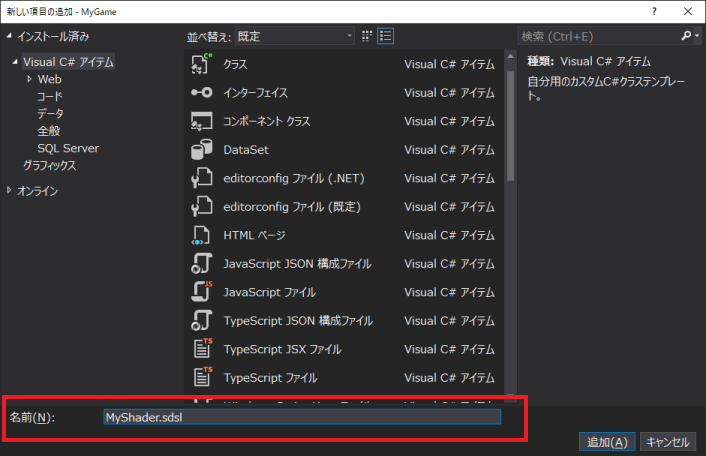 新しい項目の追加 - MyGame
インストール済み
Visual C# アイテム
Web
コード
データ
全般
SQL Server
グラフィックス
オンライン
並べ替え: 既定
クラス Visual C# アイテム
インターフェイス Visual C# アイテム
コンポーネント クラス Visual C# アイテム
DataSet Visual C# アイテム
editorconfig ファイル (.NET) Visual C# アイテム
editorconfig ファイル (既定) Visual C# アイテム
HTML ページ Visual C# アイテム
JavaScript JSON 構成ファイル Visual C# アイテム
JavaScript ファイル Visual C# アイテム
TypeScript JSON 構成ファイル Visual C# アイテム
TypeScript JSX ファイル Visual C# アイテム
TypeScript ファイル Visual C# アイテム
検索 (Ctrl+E)
種類: Visual C# アイテム
自分用のカスタムC#クラステンプレー
ト。
名前(N): MyShader.sdsl
追加(A) キャンセル